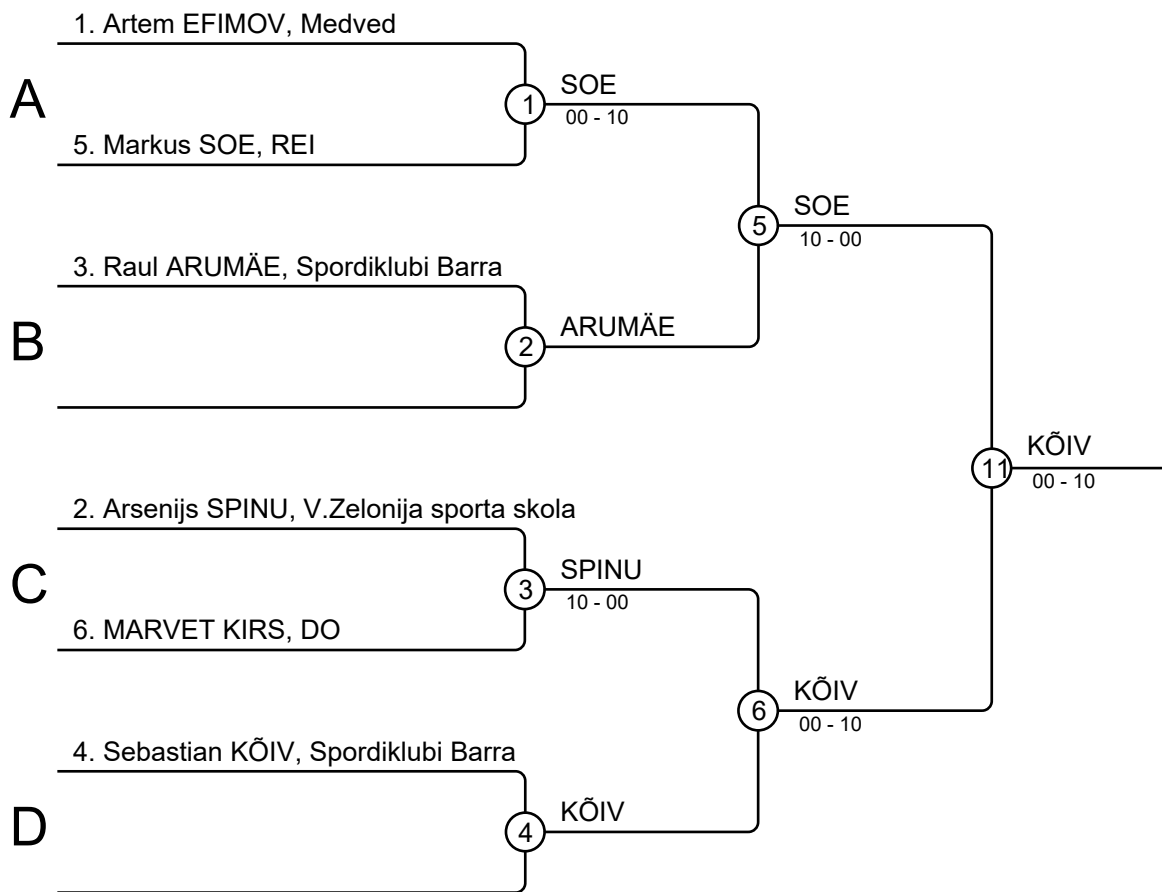 1. Artem EFIMOV, Medved
A
1
SOE
00 - 10
5. Markus SOE, REI
5
SOE
10 - 00
3. Raul ARUMÄE, Spordiklubi Barra
B
2
ARUMÄE
11
KÕIV
00 - 10
2. Arsenijs SPINU, V.Zelonija sporta skola
C
3
SPINU
10 - 00
6. MARVET KIRS, DO
6
KÕIV
00 - 10
4. Sebastian KÕIV, Spordiklubi Barra
D
4
KÕIV